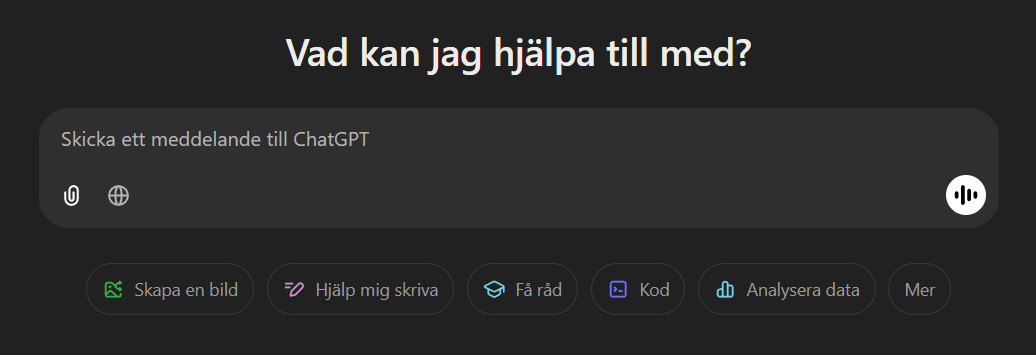 Vad kan jag hjälpa till med?
Skicka ett meddelande till ChatGPT
Skapa en bild
Hjälp mig skriva
Få råd
Kod
Analysera data
Mer